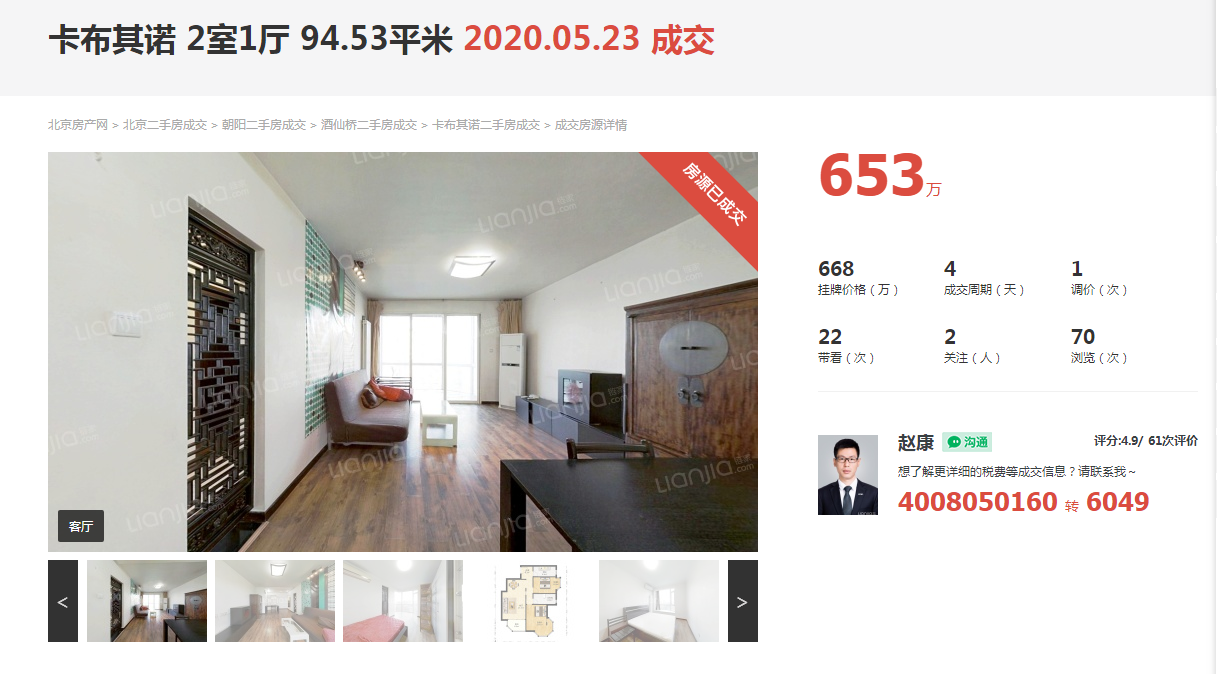 卡布其诺 2室1厅 94.53平米 2020.05.23 成交
北京房产网 > 北京二手房成交 > 朝阳二手房成交 > 酒仙桥二手房成交 > 卡布其诺二手房成交 > 成交房源详情
房源已成交
Lianjia.com 链家
客厅
<
>
653万
668
挂牌价格（万）
4
成交周期（天）
1
调价（次）
22
带看（次）
2
关注（人）
70
浏览（次）
赵康 沟通 评分:4.9/ 61次评价
想了解更详细的税费等成交信息？请联系我~
4008050160 转 6049